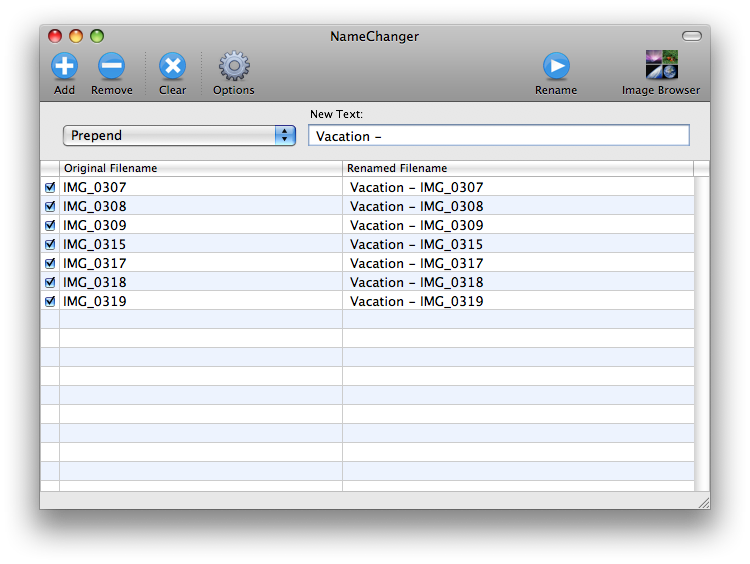 NameChanger
Add Remove Clear Options Rename Image Browser
New Text:
Prepend Vacation –
Original Filename Renamed Filename
IMG_0307 Vacation – IMG_0307
IMG_0308 Vacation – IMG_0308
IMG_0309 Vacation – IMG_0309
IMG_0315 Vacation – IMG_0315
IMG_0317 Vacation – IMG_0317
IMG_0318 Vacation – IMG_0318
IMG_0319 Vacation – IMG_0319